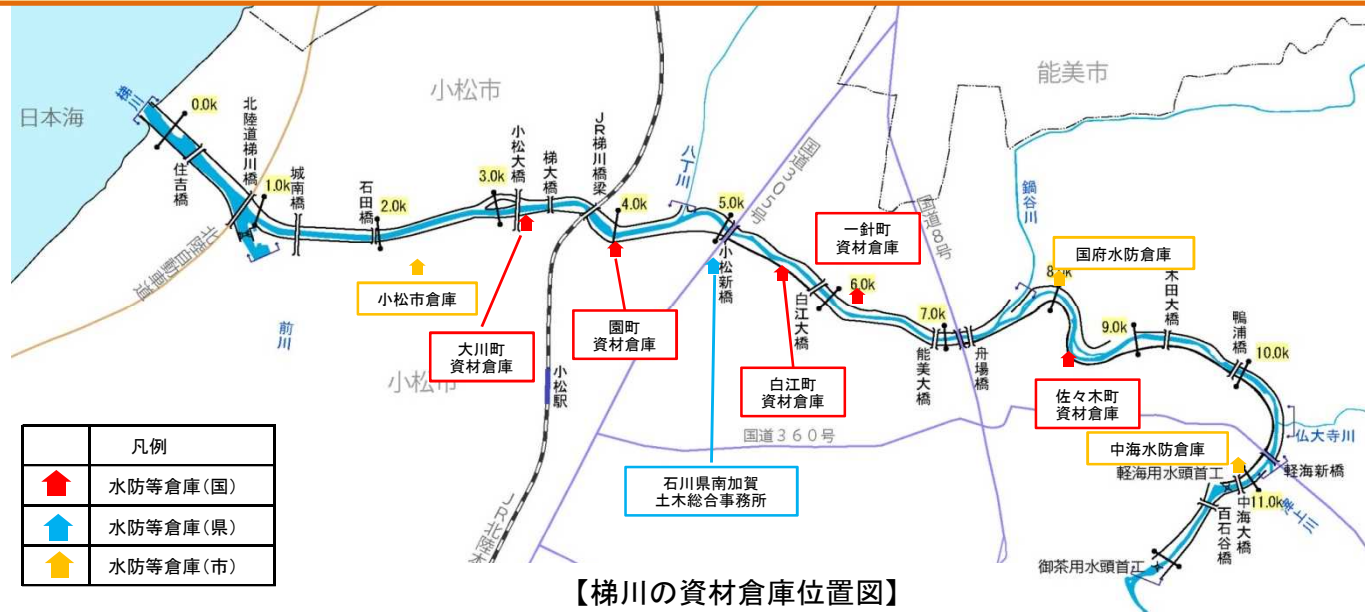 日本海
梯川
0.0k
住吉橋
北陸道梯川橋
1.0k
城南橋
北陸自動車道
前川
石田橋
2.0k
小松市
3.0k
小松大橋
梯大橋
JR梯川橋梁
4.0k
八丁川
5.0k
国道305号
小松新橋
能美市
国道8号
鍋谷川
一針町
資材倉庫
6.0k
白江大橋
7.0k
能美大橋
舟場橋
国府水防倉庫
9.0k
木田大橋
鴨浦橋
10.0k
小松市倉庫
大川町
資材倉庫
園町
資材倉庫
白江町
資材倉庫
佐々木町
資材倉庫
小松市
小松駅
国道360号
石川県南加賀
土木総合事務所
中海水防倉庫
仏大寺川
軽海用水頭首工
軽海新橋
11.0k
中海大橋
百石谷橋
滓上川
御茶用水頭首工
JR北陸本
凡例
水防等倉庫(国)
水防等倉庫(県)
水防等倉庫(市)
【梯川の資材倉庫位置図】